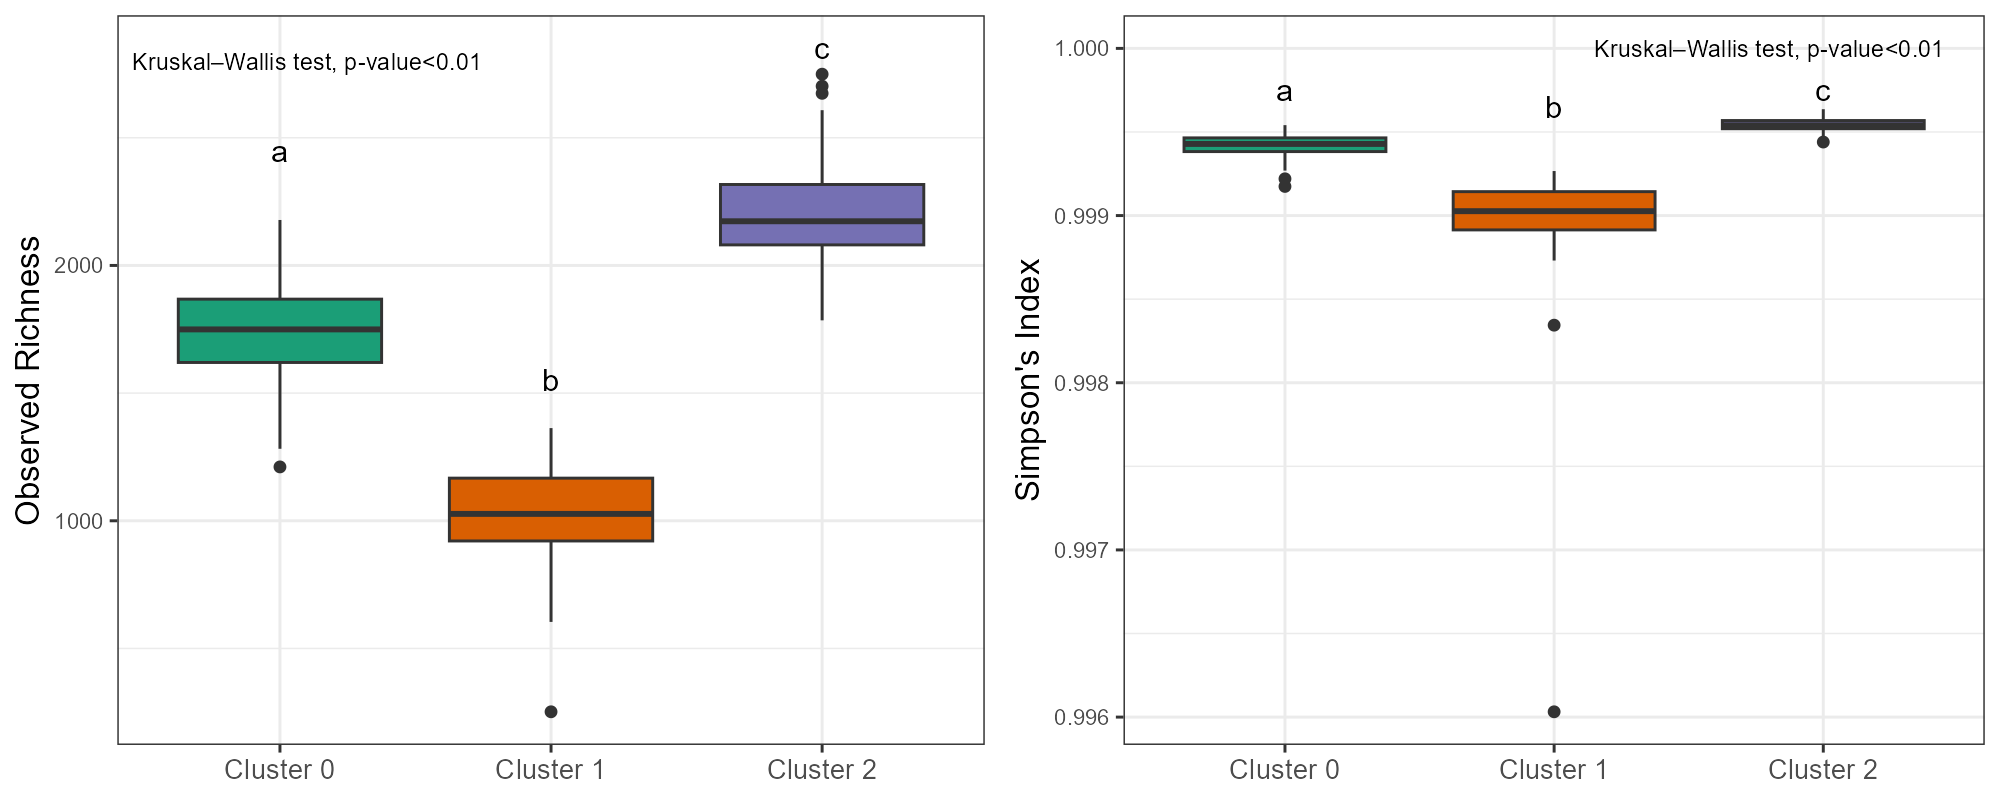 Kruskal–Wallis test, p-value<0.01
a
b
c
2000
1000
Observed Richness
Cluster 0
Cluster 1
Cluster 2
Kruskal–Wallis test, p-value<0.01
a
b
c
1.000
0.999
0.998
0.997
0.996
Simpson's Index
Cluster 0
Cluster 1
Cluster 2